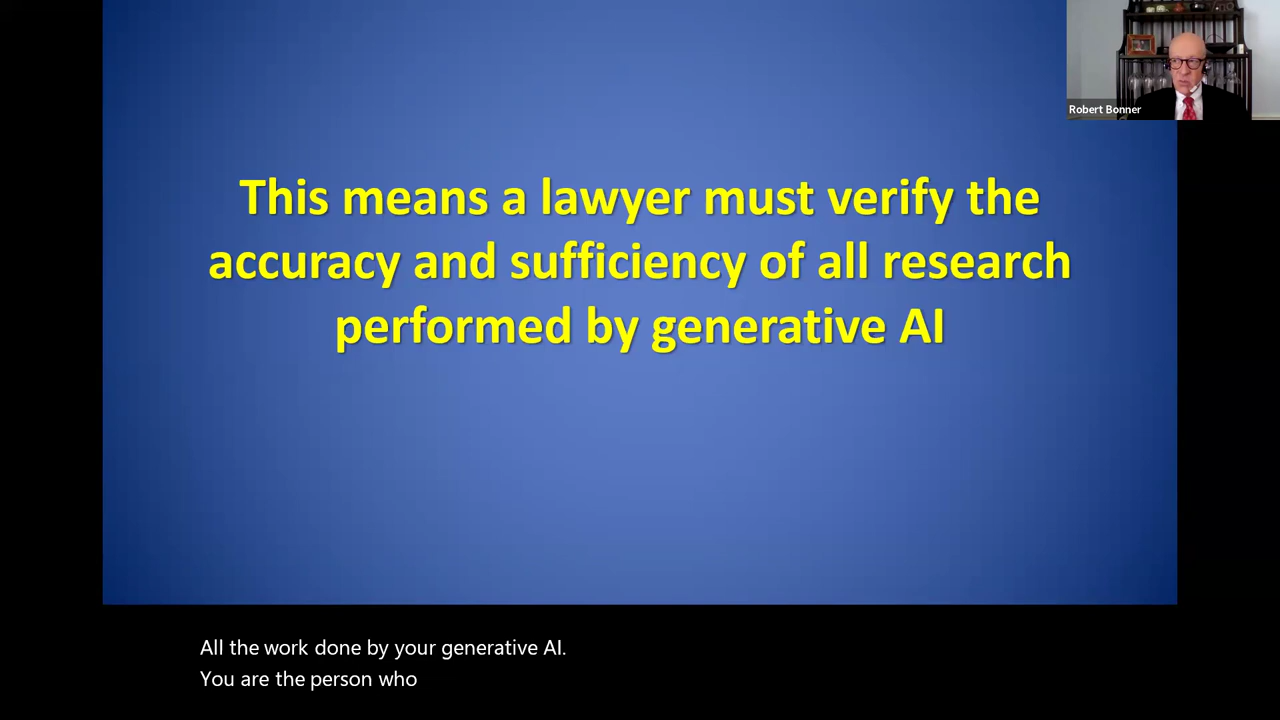 Robert Bonner
This means a lawyer must verify the
accuracy and sufficiency of all research
performed by generative AI
All the work done by your generative AI.
You are the person who